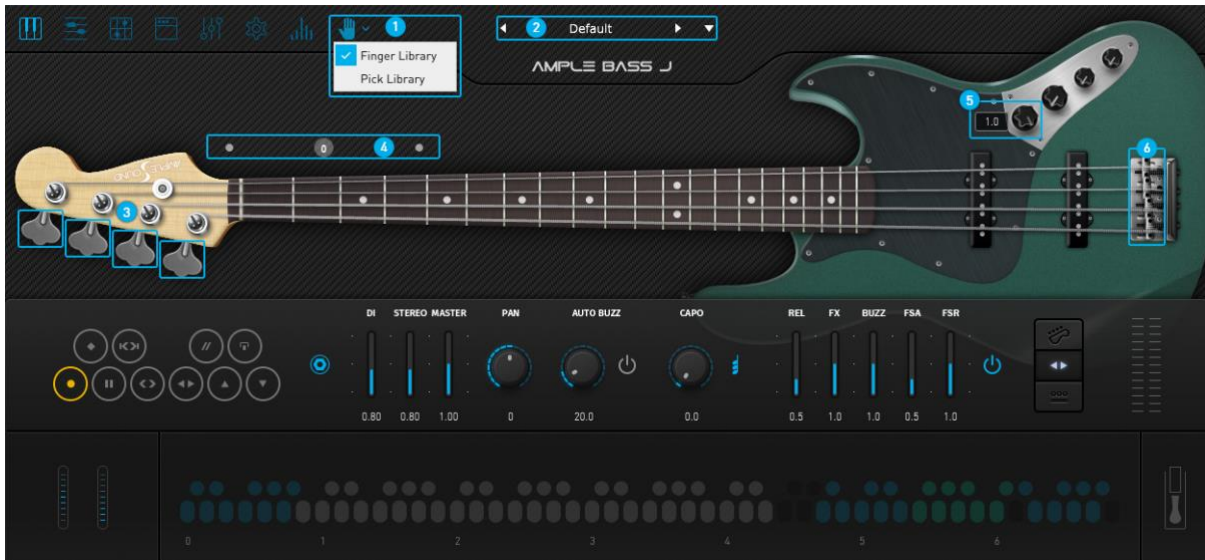 1
2 Default
Finger Library
Pick Library
AMPLE BASS J
5
1.0
0 4
6
AMPLE SOUND
3
DI STEREO MASTER PAN AUTO BUZZ CAPO REL FX BUZZ FSA FSR
0.80 0.80 1.00 0 20.0 0.0 0.5 1.0 1.0 0.5 1.0
0 1 2 3 4 5 6